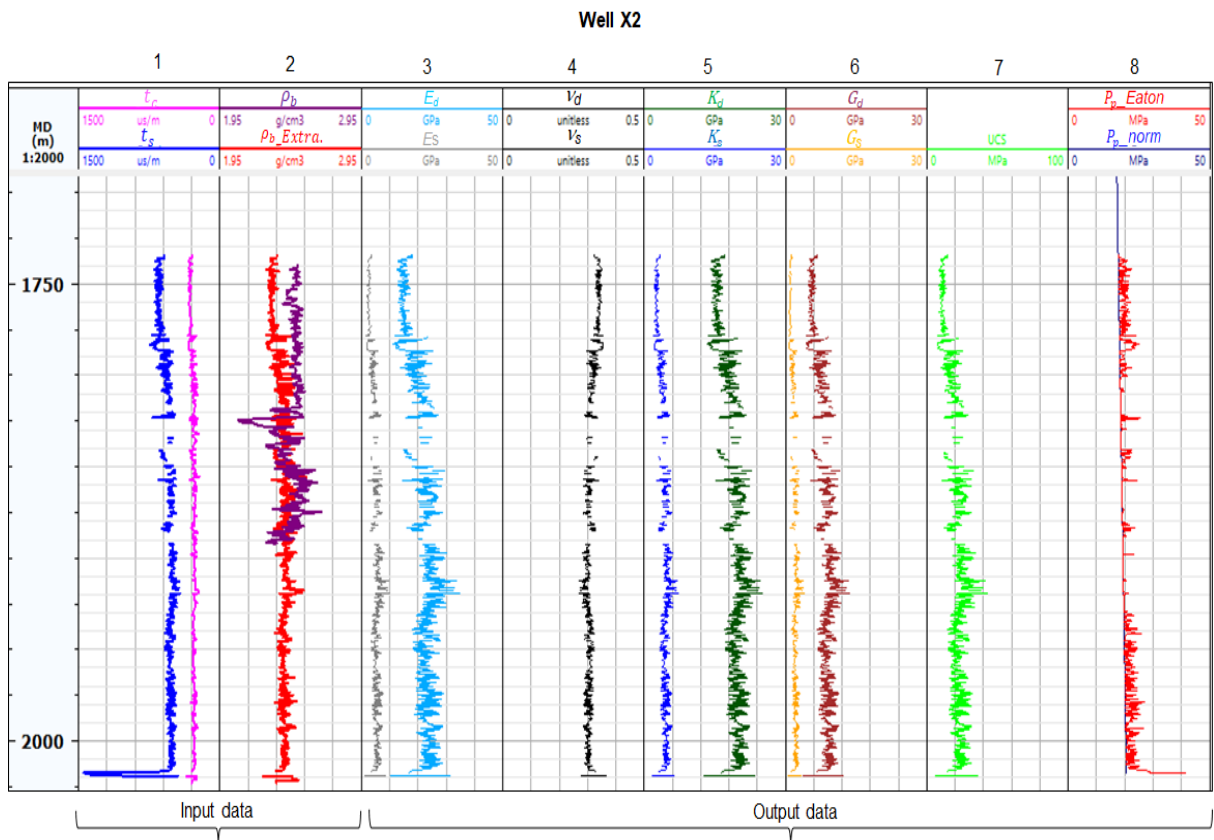 Well X2
1 2 3 4 5 6 7 8
MD (m) 1:2000
t_c ρ_b E_d ν_d K_d G_d P_p_Eaton
1500 us/m 0 1.95 g/cm3 2.95 0 GPa 50 0 unitless 0.5 0 GPa 30 0 GPa 30 0 MPa 50
t_s ρ_b_Extra. Es ν_s K_s G_s UCS P_p_norm
1500 us/m 0 1.95 g/cm3 2.95 0 GPa 50 0 unitless 0.5 0 GPa 30 0 GPa 30 0 MPa 100 0 MPa 50
1750
2000
Input data Output data